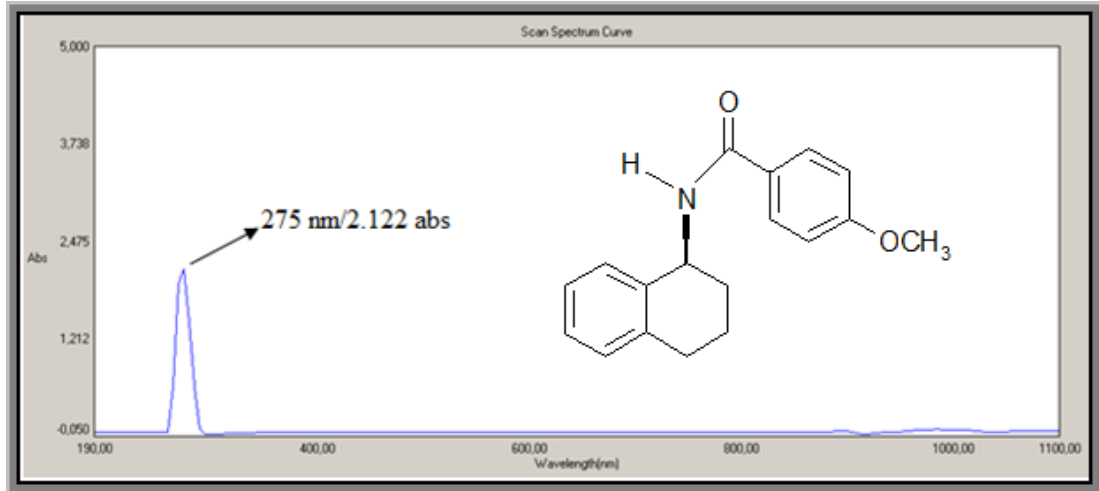 Scan Spectrum Curve
5,000
3,738
2,475
1,212
-0,050
Abs
275 nm/2.122 abs
O
H
N
OCH3
190,00 400,00 600,00 800,00 1000,00 1100,00
Wavelength(nm)